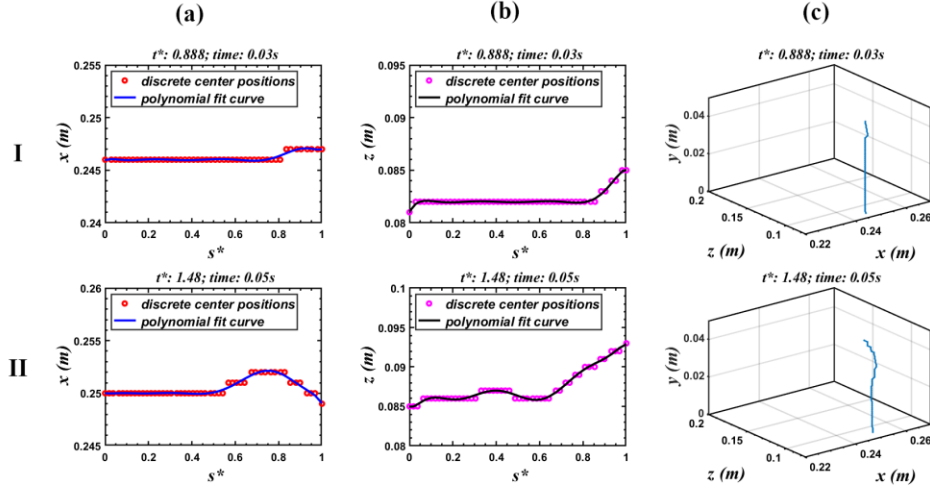 (a)
(b)
(c)
I
t*: 0.888; time: 0.03s
0.255
0.25
0.245
0.24
x (m)
discrete center positions
polynomial fit curve
0 0.2 0.4 0.6 0.8 1
s*
t*: 0.888; time: 0.03s
0.095
0.09
0.085
0.08
z (m)
discrete center positions
polynomial fit curve
0 0.2 0.4 0.6 0.8 1
s*
t*: 0.888; time: 0.03s
0.04
0.02
0
y (m)
0.2
0.15
0.1
z (m)
0.22
0.24
0.26
x (m)
II
t*: 1.48; time: 0.05s
0.26
0.255
0.250
0.245
x (m)
discrete center positions
polynomial fit curve
0 0.2 0.4 0.6 0.8 1
s*
t*: 1.48; time: 0.05s
0.1
0.095
0.09
0.085
0.08
z (m)
discrete center positions
polynomial fit curve
0 0.2 0.4 0.6 0.8 1
s*
t*: 1.48; time: 0.05s
0.04
0.02
0
y (m)
0.2
0.15
0.1
z (m)
0.22
0.24
0.26
x (m)